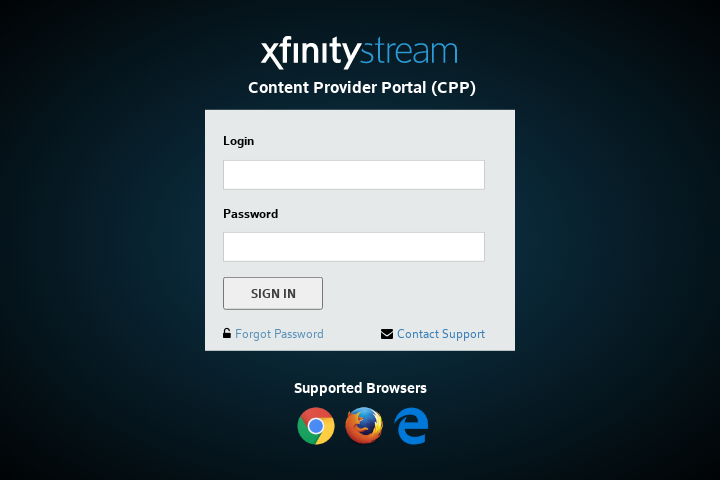 xfinitystream
Content Provider Portal (CPP)
Login
Password
SIGN IN
Forgot Password
Contact Support
Supported Browsers